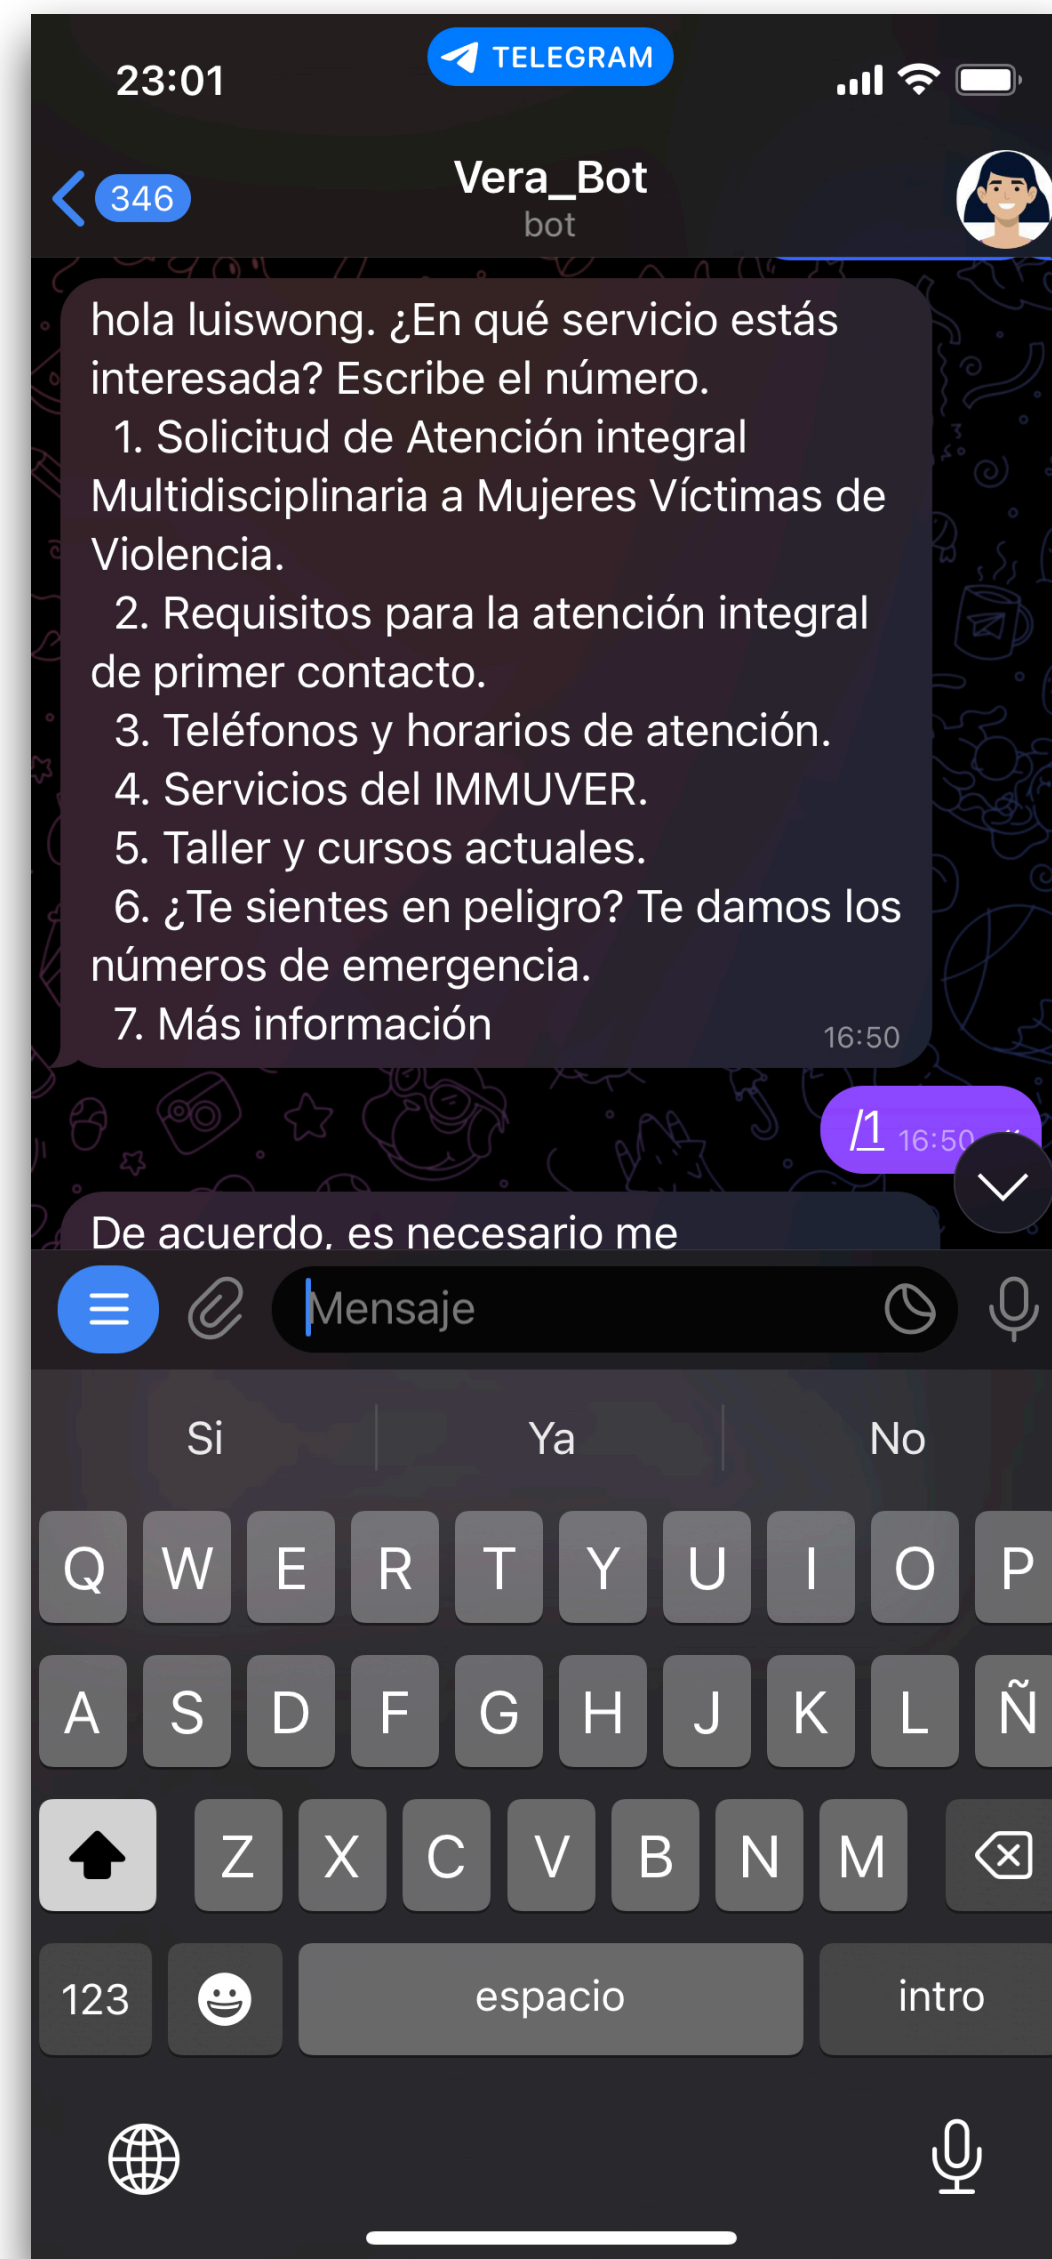 23:01
TELEGRAM
346
Vera_Bot
bot
hola luiswong. ¿En qué servicio estás
interesada? Escribe el número.
1. Solicitud de Atención integral
Multidisciplinaria a Mujeres Víctimas de
Violencia.
2. Requisitos para la atención integral
de primer contacto.
3. Teléfonos y horarios de atención.
4. Servicios del IMMUVER.
5. Taller y cursos actuales.
6. ¿Te sientes en peligro? Te damos los
números de emergencia.
7. Más información
16:50
/1 16:50
De acuerdo, es necesario me
Mensaje
Si Ya No
Q W E R T Y U I O P
A S D F G H J K L Ñ
Z X C V B N M
123 espacio intro